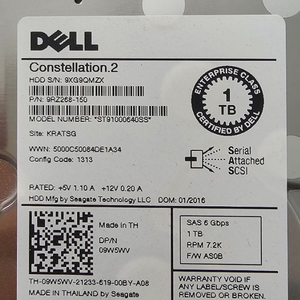 DELL
Constellation.2
HDD S/N: 9XG9QMZX
P/N: 9RZ268-150
MODEL NUMBER: "ST91000640SS"
Site: KRATSG
WWN: 5000C50084DE1A34
Config Code: 1313
ENTERPRISE CLASS
1
TB
CERTIFIED FOR DELL
Serial
Attached
SCSI
RATED: +5V 1.10 A +12V 0.20 A
HDD Mfg by Seagate Technology LLC DOM: 01/2016
Made in TH
DP/N
09W5WV
SAS 6 Gbps
1 TB
RPM 7.2K
F/W AS0B
TH-09W5WV-21233-619-00BY-A08
MADE IN THAILAND by Seagate
WARRANTY
VOID IF
ANY LABEL/SCREW IS
REMOVED OR